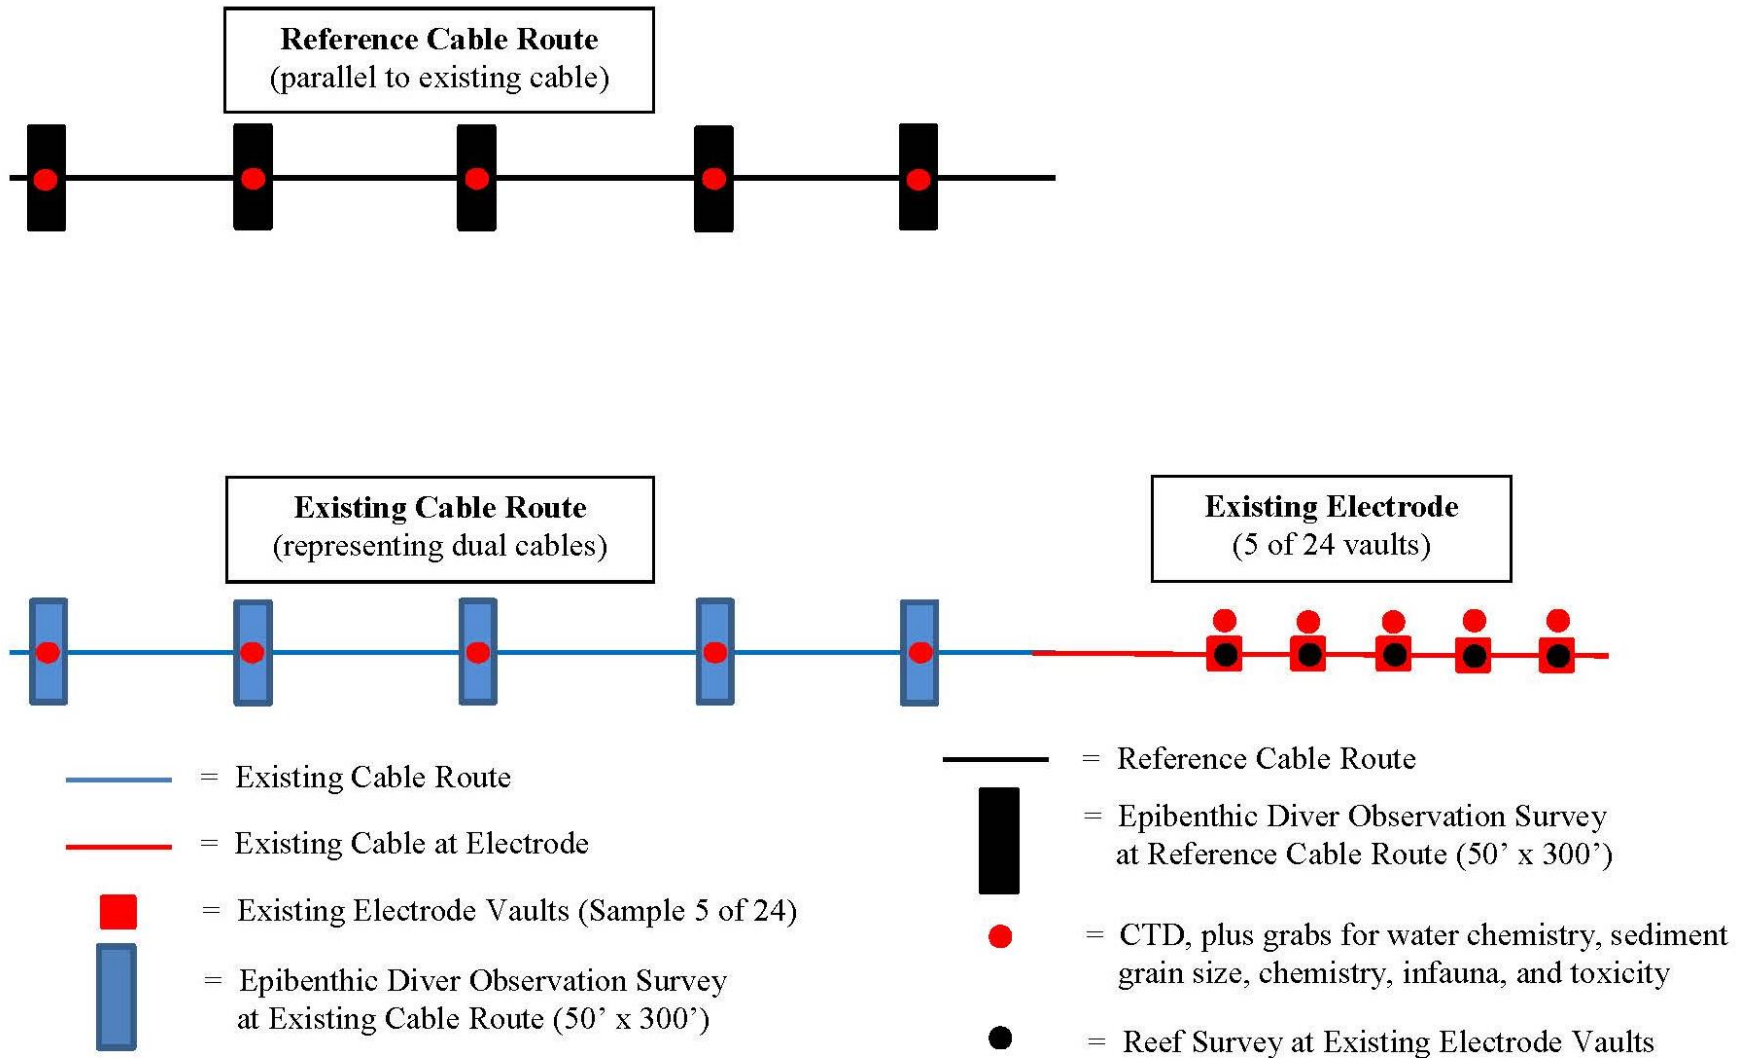 Reference Cable Route
(parallel to existing cable)
Existing Cable Route
(representing dual cables)
Existing Electrode
(5 of 24 vaults)
= Existing Cable Route
= Existing Cable at Electrode
= Existing Electrode Vaults (Sample 5 of 24)
= Epibenthic Diver Observation Survey
at Existing Cable Route (50’ x 300’)
= Reference Cable Route
= Epibenthic Diver Observation Survey
at Reference Cable Route (50’ x 300’)
= CTD, plus grabs for water chemistry, sediment
grain size, chemistry, infauna, and toxicity
= Reef Survey at Existing Electrode Vaults